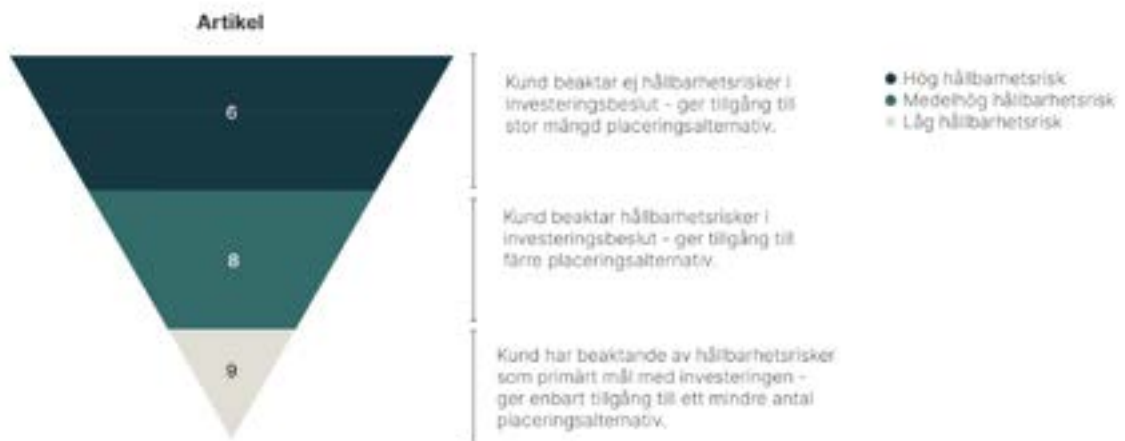 Artikel
6
Kund beaktar ej hållbarhetsrisker i
investeringsbeslut - ger tillgång till
stor mängd placeringsalternativ.
8
Kund beaktar hållbarhetsrisker i
investeringsbeslut - ger tillgång till
färre placeringsalternativ.
9
Kund har beaktande av hållbarhetsrisker
som primärt mål med investeringen -
ger enbart tillgång till ett mindre antal
placeringsalternativ.
Hög hållbarhetsrisk
Medelhög hållbarhetsrisk
Låg hållbarhetsrisk